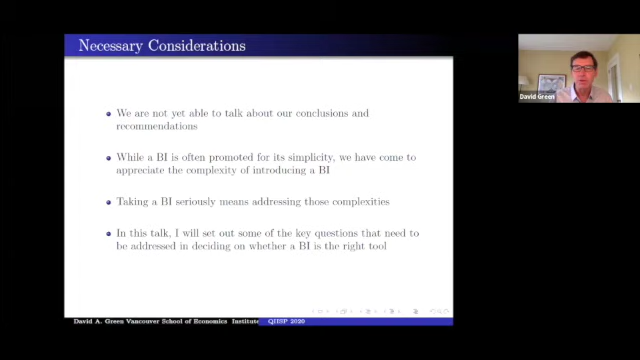 Necessary Considerations
We are not yet able to talk about our conclusions and
recommendations
While a BI is often promoted for its simplicity, we have come to
appreciate the complexity of introducing a BI
Taking a BI seriously means addressing those complexities
In this talk, I will set out some of the key questions that need to
be addressed in deciding on whether a BI is the right tool
David A. Green Vancouver School of Economics Institute
QIISP 2020
David Green